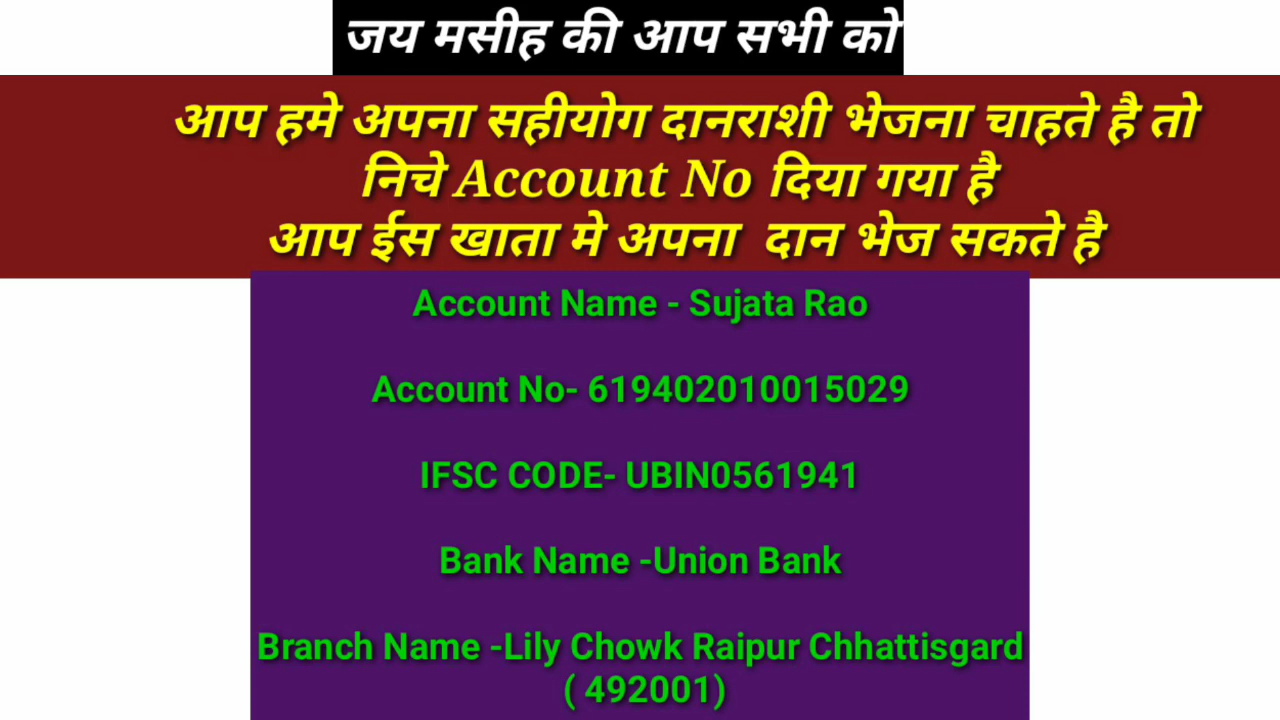 जय मसीह की आप सभी को
आप हमे अपना सहीयोग दानराशी भेजना चाहते है तो
निचे Account No दिया गया है
आप ईस खाता मे अपना दान भेज सकते है
Account Name - Sujata Rao
Account No- 619402010015029
IFSC CODE- UBIN0561941
Bank Name -Union Bank
Branch Name -Lily Chowk Raipur Chhattisgard
( 492001)